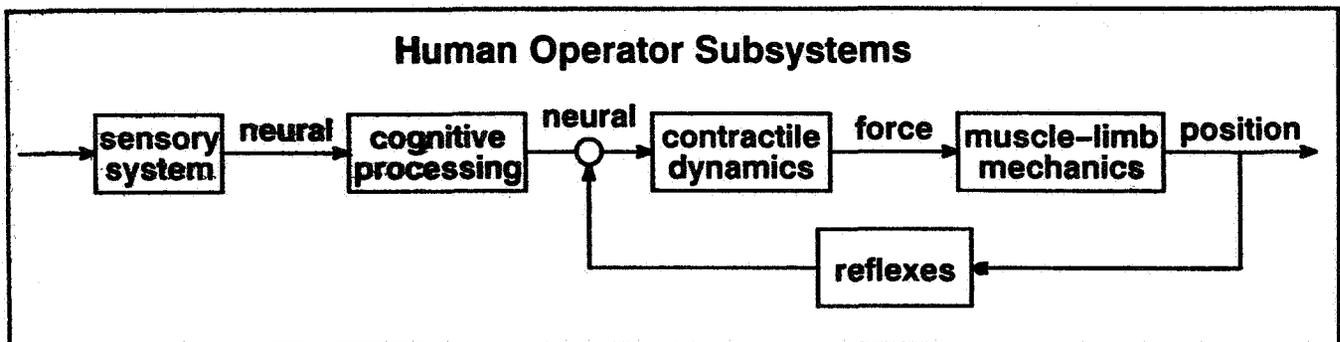 Human Operator Subsystems
sensory
system
neural
cognitive
processing
neural
contractile
dynamics
force
muscle–limb
mechanics
position
reflexes